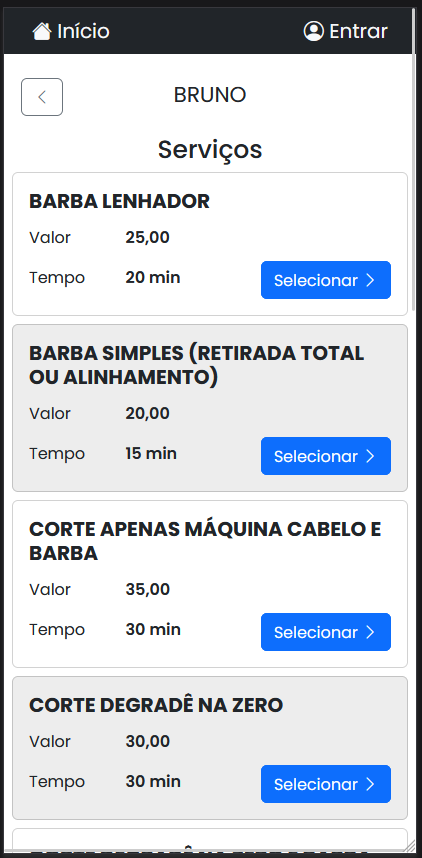 Início
Entrar
BRUNO
Serviços
BARBA LENHADOR
Valor 25,00
Tempo 20 min
Selecionar
BARBA SIMPLES (RETIRADA TOTAL
OU ALINHAMENTO)
Valor 20,00
Tempo 15 min
Selecionar
CORTE APENAS MÁQUINA CABELO E
BARBA
Valor 35,00
Tempo 30 min
Selecionar
CORTE DEGRADÊ NA ZERO
Valor 30,00
Tempo 30 min
Selecionar